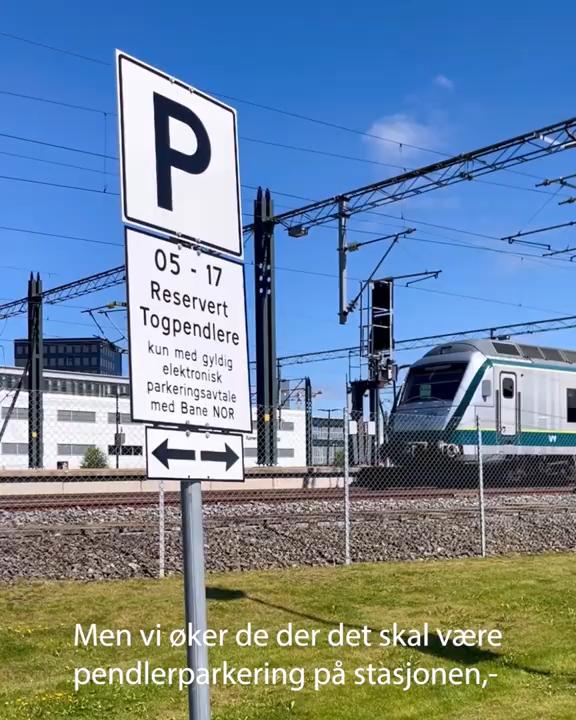 P
05 - 17
Reservert
Togpendlere
kun med gyldig
elektronisk
parkeringsavtale
med Bane NOR
Men vi øker de der det skal være
pendlerparkering på stasjonen,-